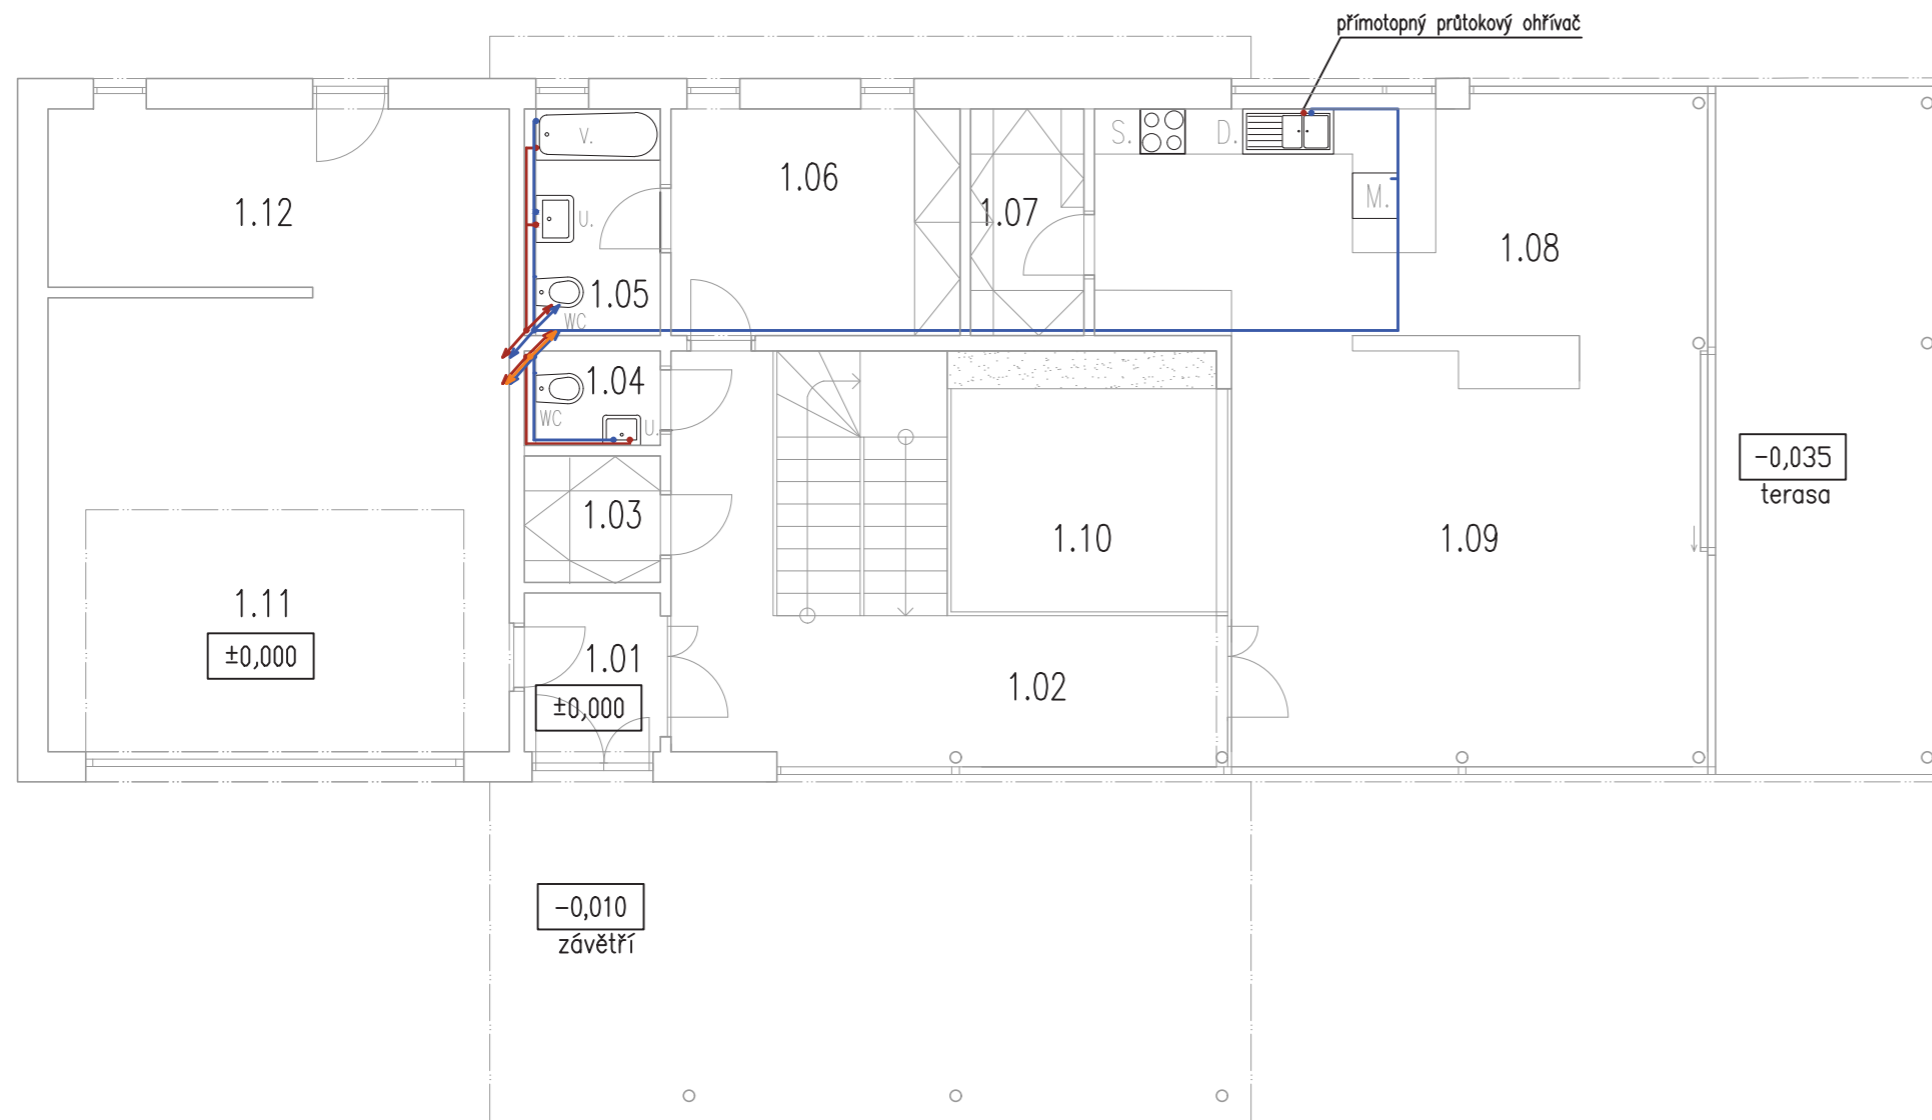 přímotopný průtokový ohřívač
V.
S.
D.
1.06
M.
1.12
U.
1.07
1.08
1.05
WC
1.04
WC
U.
-0,035
terasa
1.03
1.10
1.09
1.11
±0,000
1.01
±0,000
1.02
-0,010
závětří